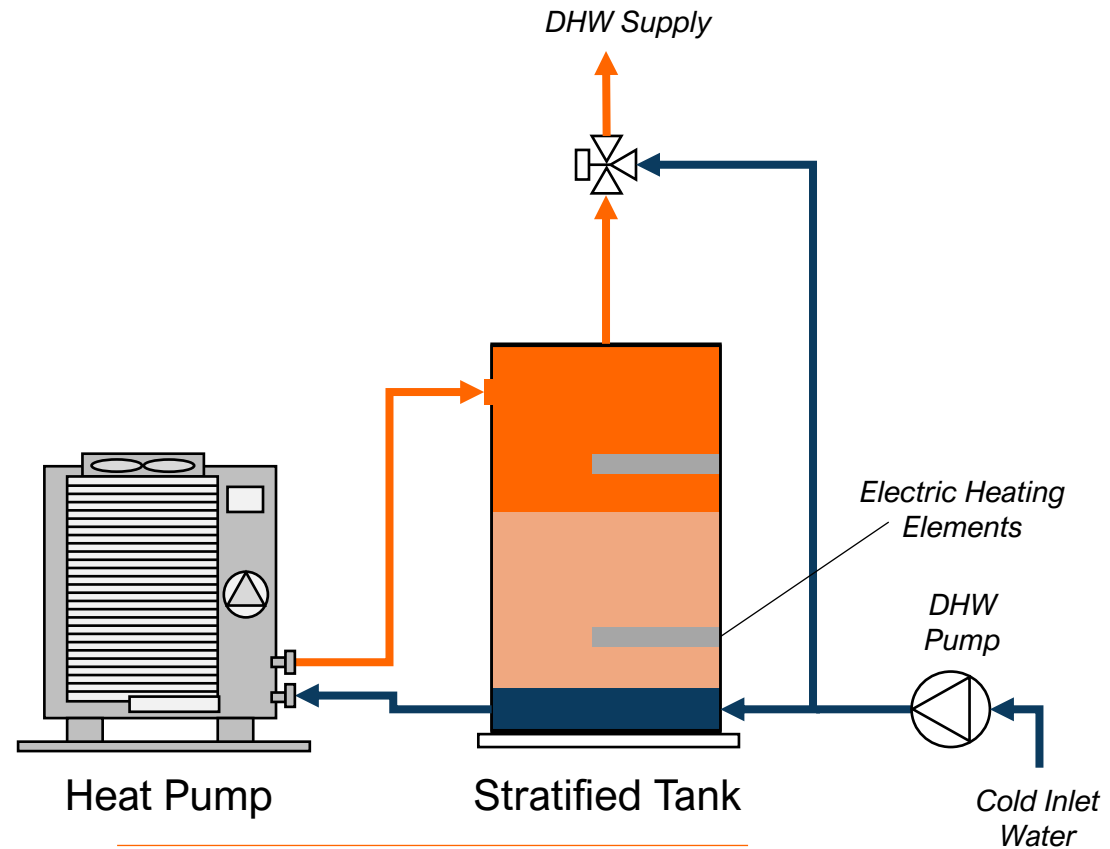 DHW Supply
Electric Heating
Elements
DHW
Pump
Heat Pump
Stratified Tank
Cold Inlet
Water